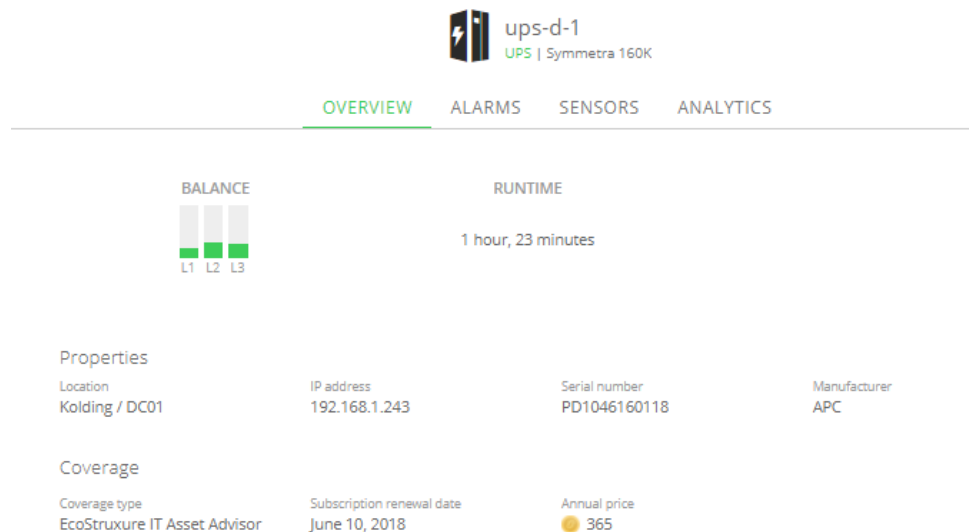 ups-d-1
UPS | Symmetra 160K
OVERVIEW ALARMS SENSORS ANALYTICS
BALANCE RUNTIME
1 hour, 23 minutes
L1 L2 L3
Properties
Location IP address Serial number Manufacturer
Kolding / DC01 192.168.1.243 PD1046160118 APC
Coverage
Coverage type Subscription renewal date Annual price
EcoStruxure IT Asset Advisor June 10, 2018 365